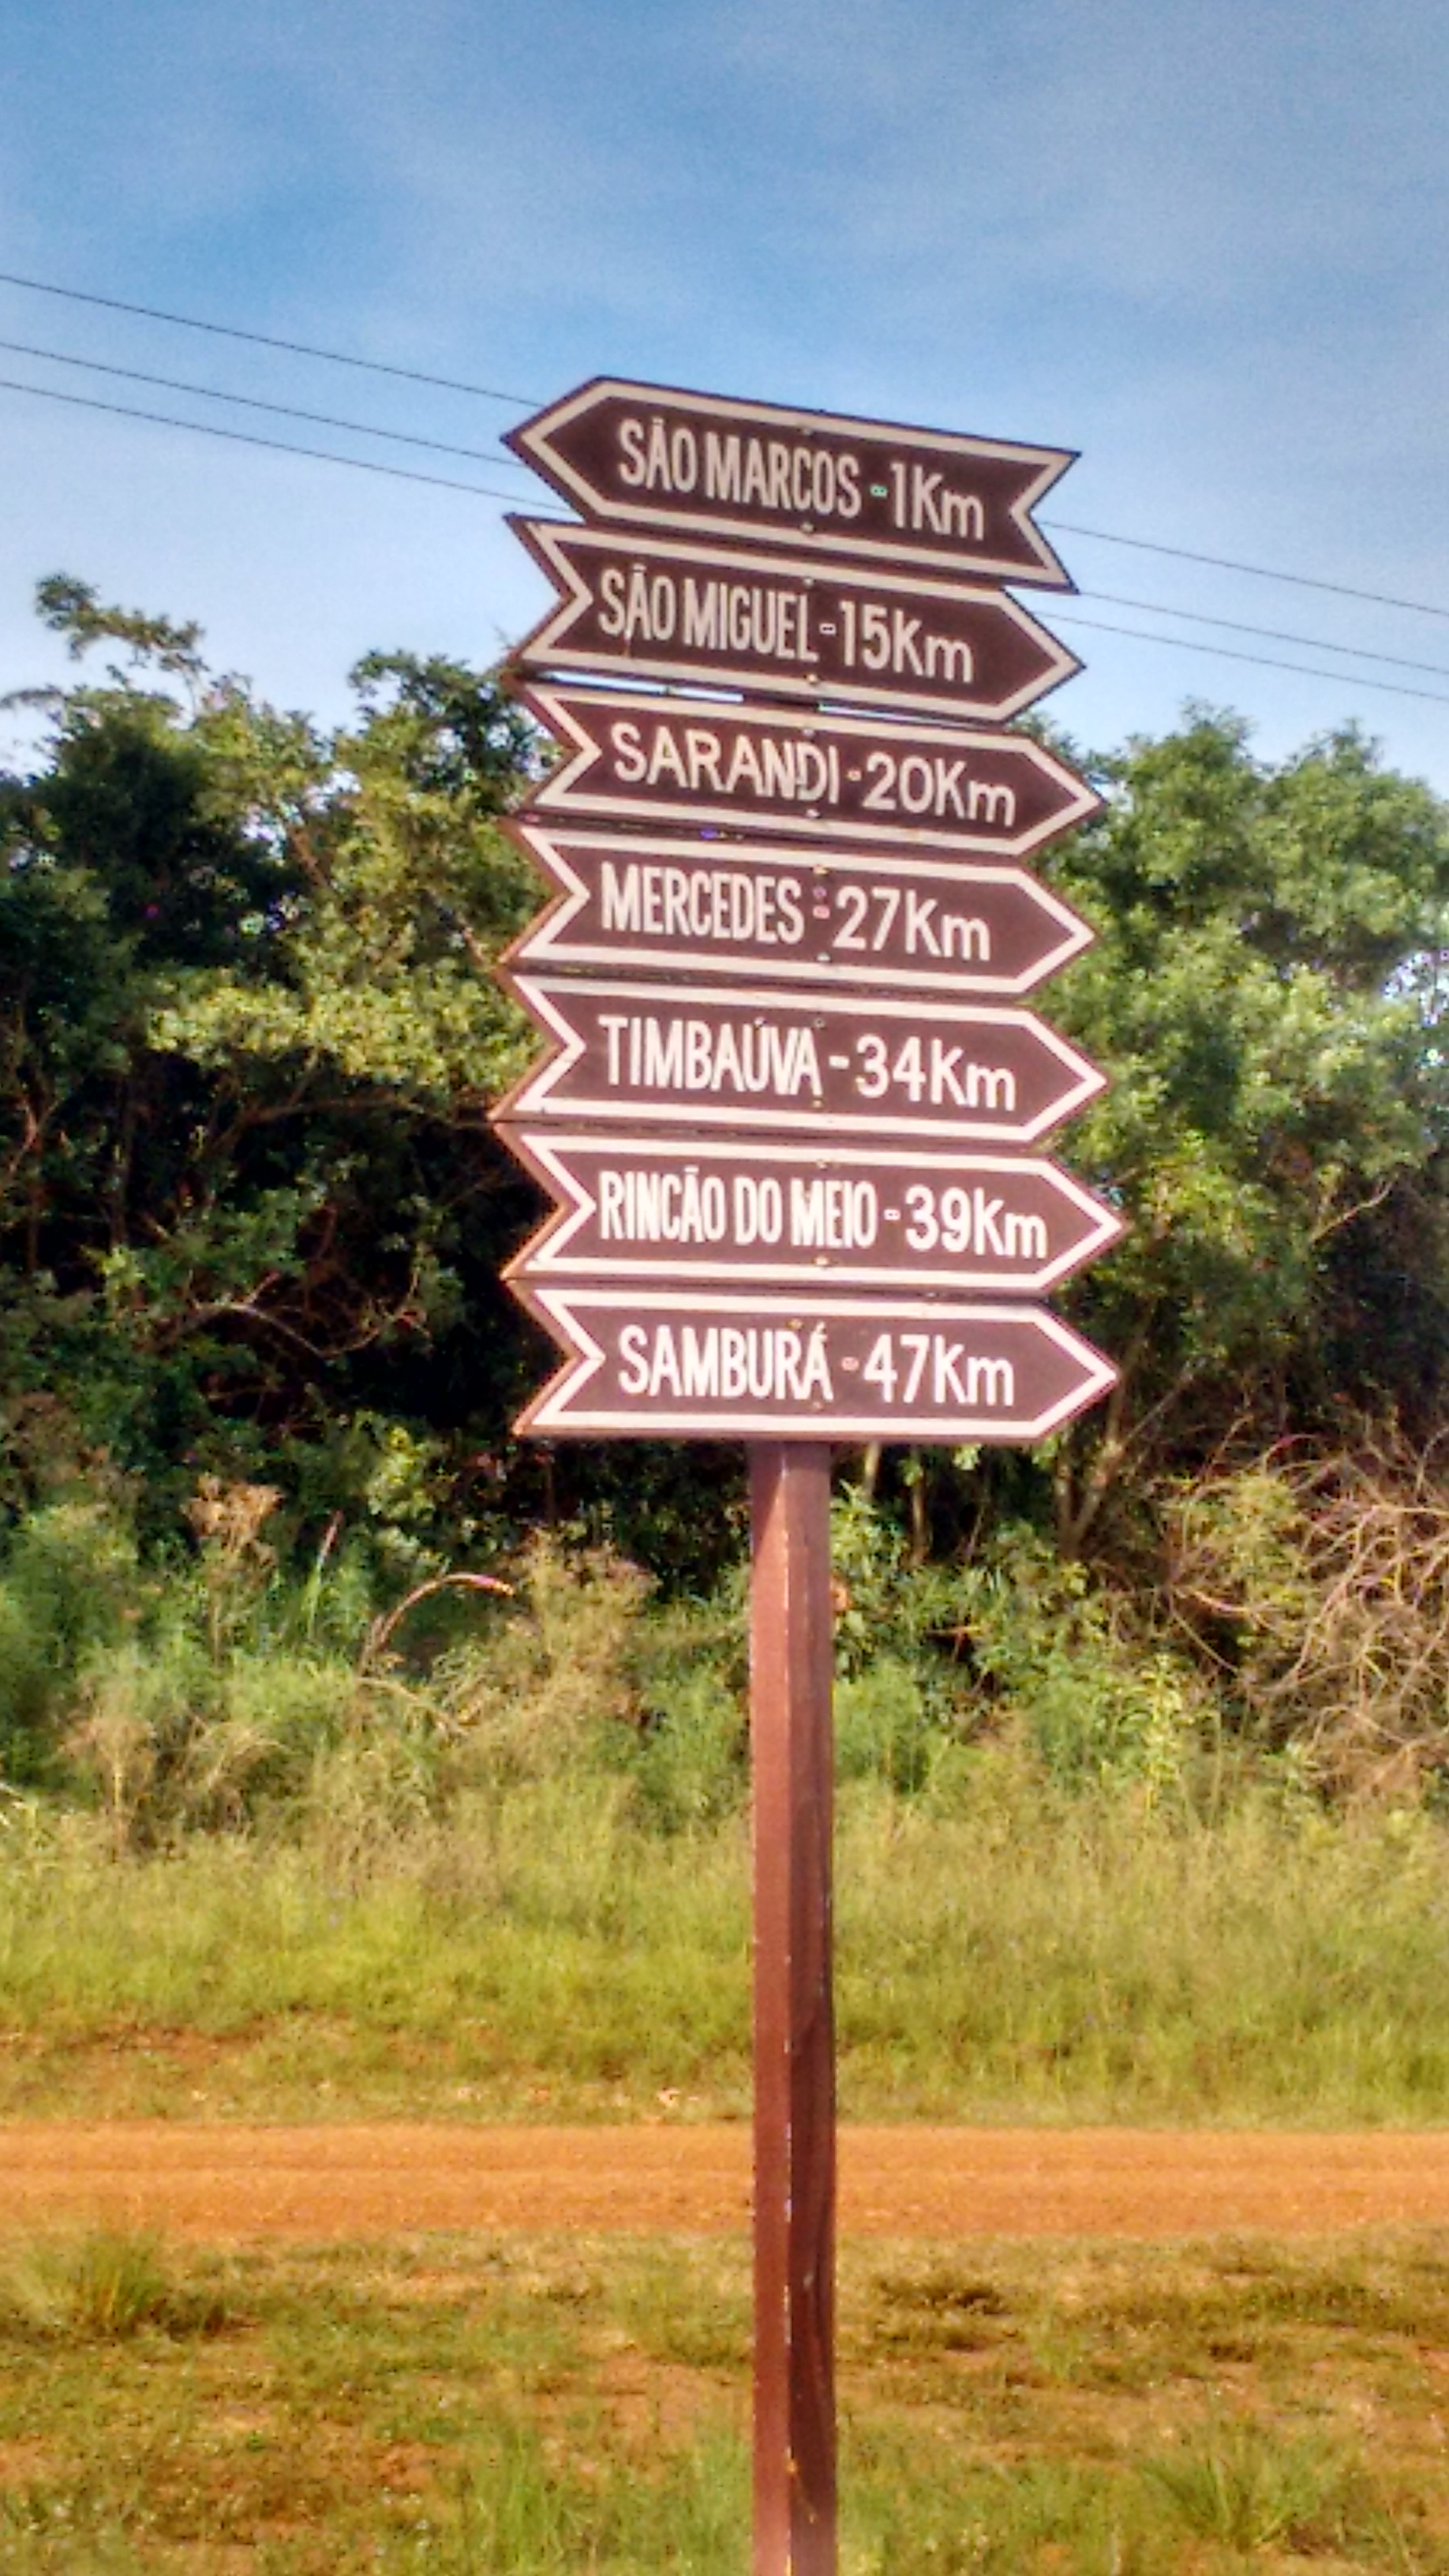 SÃO MARCOS - 1Km
SÃO MIGUEL - 15Km
SARANDI - 20Km
MERCEDES - 27Km
TIMBAÚVA - 34Km
RINCÃO DO MEIO - 39Km
SAMBURÁ - 47Km